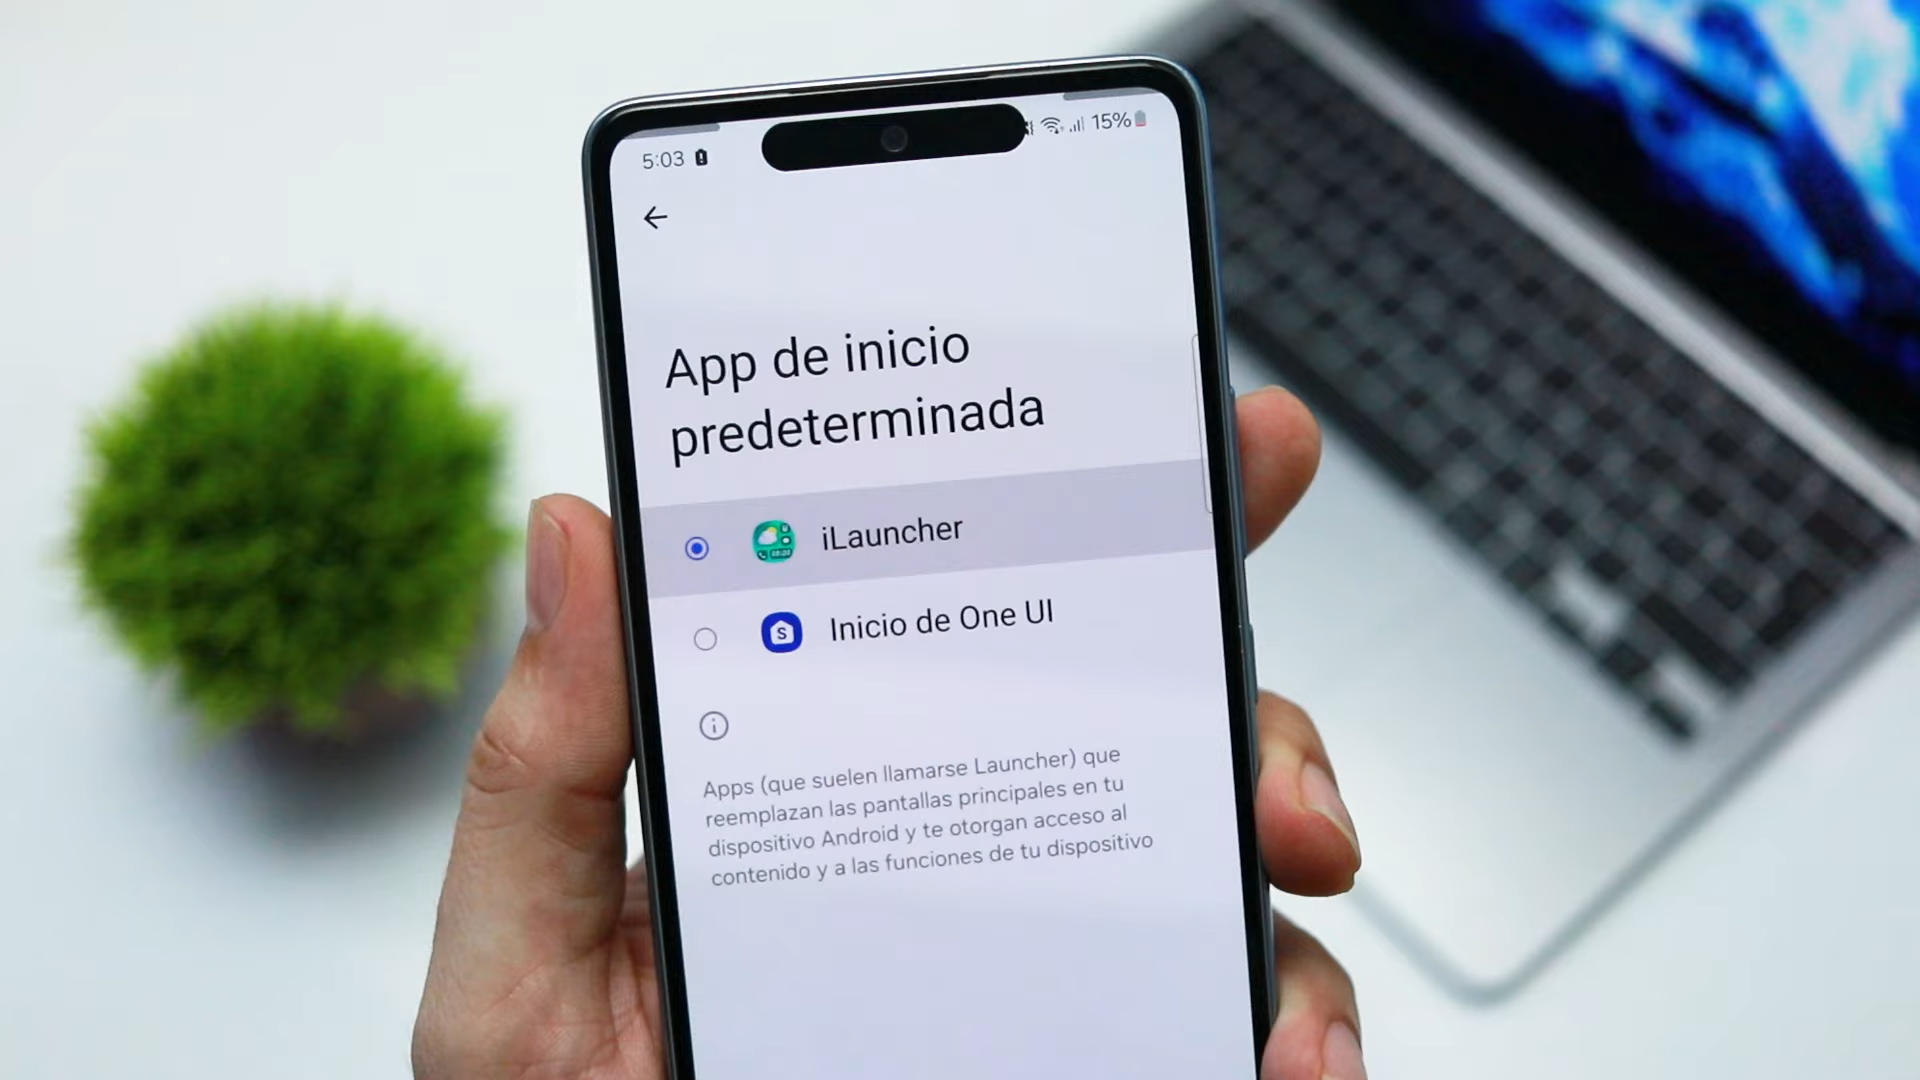 5:03
15%
App de inicio
predeterminada
iLauncher
S
Inicio de One UI
Apps (que suelen llamarse Launcher) que
reemplazan las pantallas principales en tu
dispositivo Android y te otorgan acceso al
contenido y a las funciones de tu dispositivo